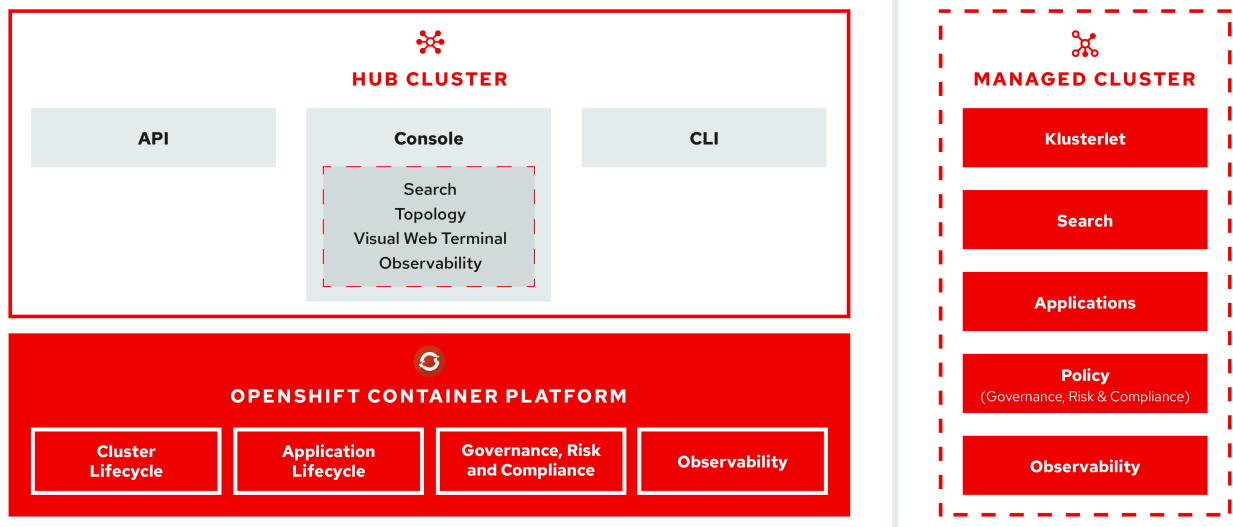 HUB CLUSTER
API
Console
CLI
Search
Topology
Visual Web Terminal
Observability
OPENSHIFT CONTAINER PLATFORM
Cluster
Lifecycle
Application
Lifecycle
Governance, Risk
and Compliance
Observability
MANAGED CLUSTER
Klusterlet
Search
Applications
Policy
(Governance, Risk & Compliance)
Observability